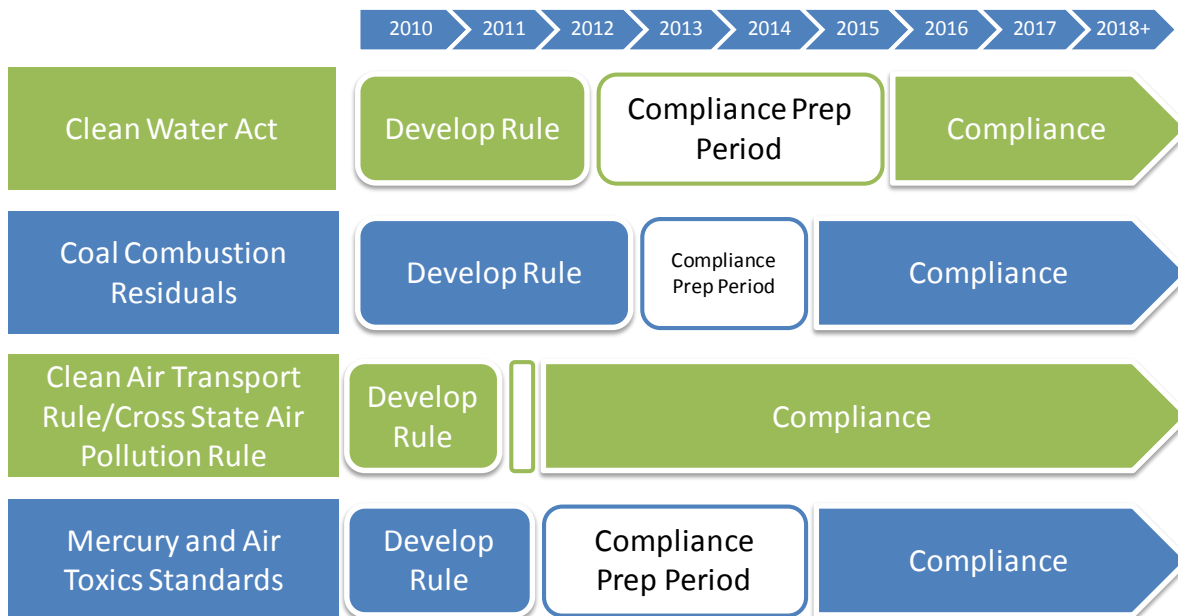 2010 2011 2012 2013 2014 2015 2016 2017 2018+
Clean Water Act
Develop Rule
Compliance Prep
Period
Compliance
Coal Combustion
Residuals
Develop Rule
Compliance
Prep Period
Compliance
Clean Air Transport
Rule/Cross State Air
Pollution Rule
Develop
Rule
Compliance
Mercury and Air
Toxics Standards
Develop
Rule
Compliance
Prep Period
Compliance